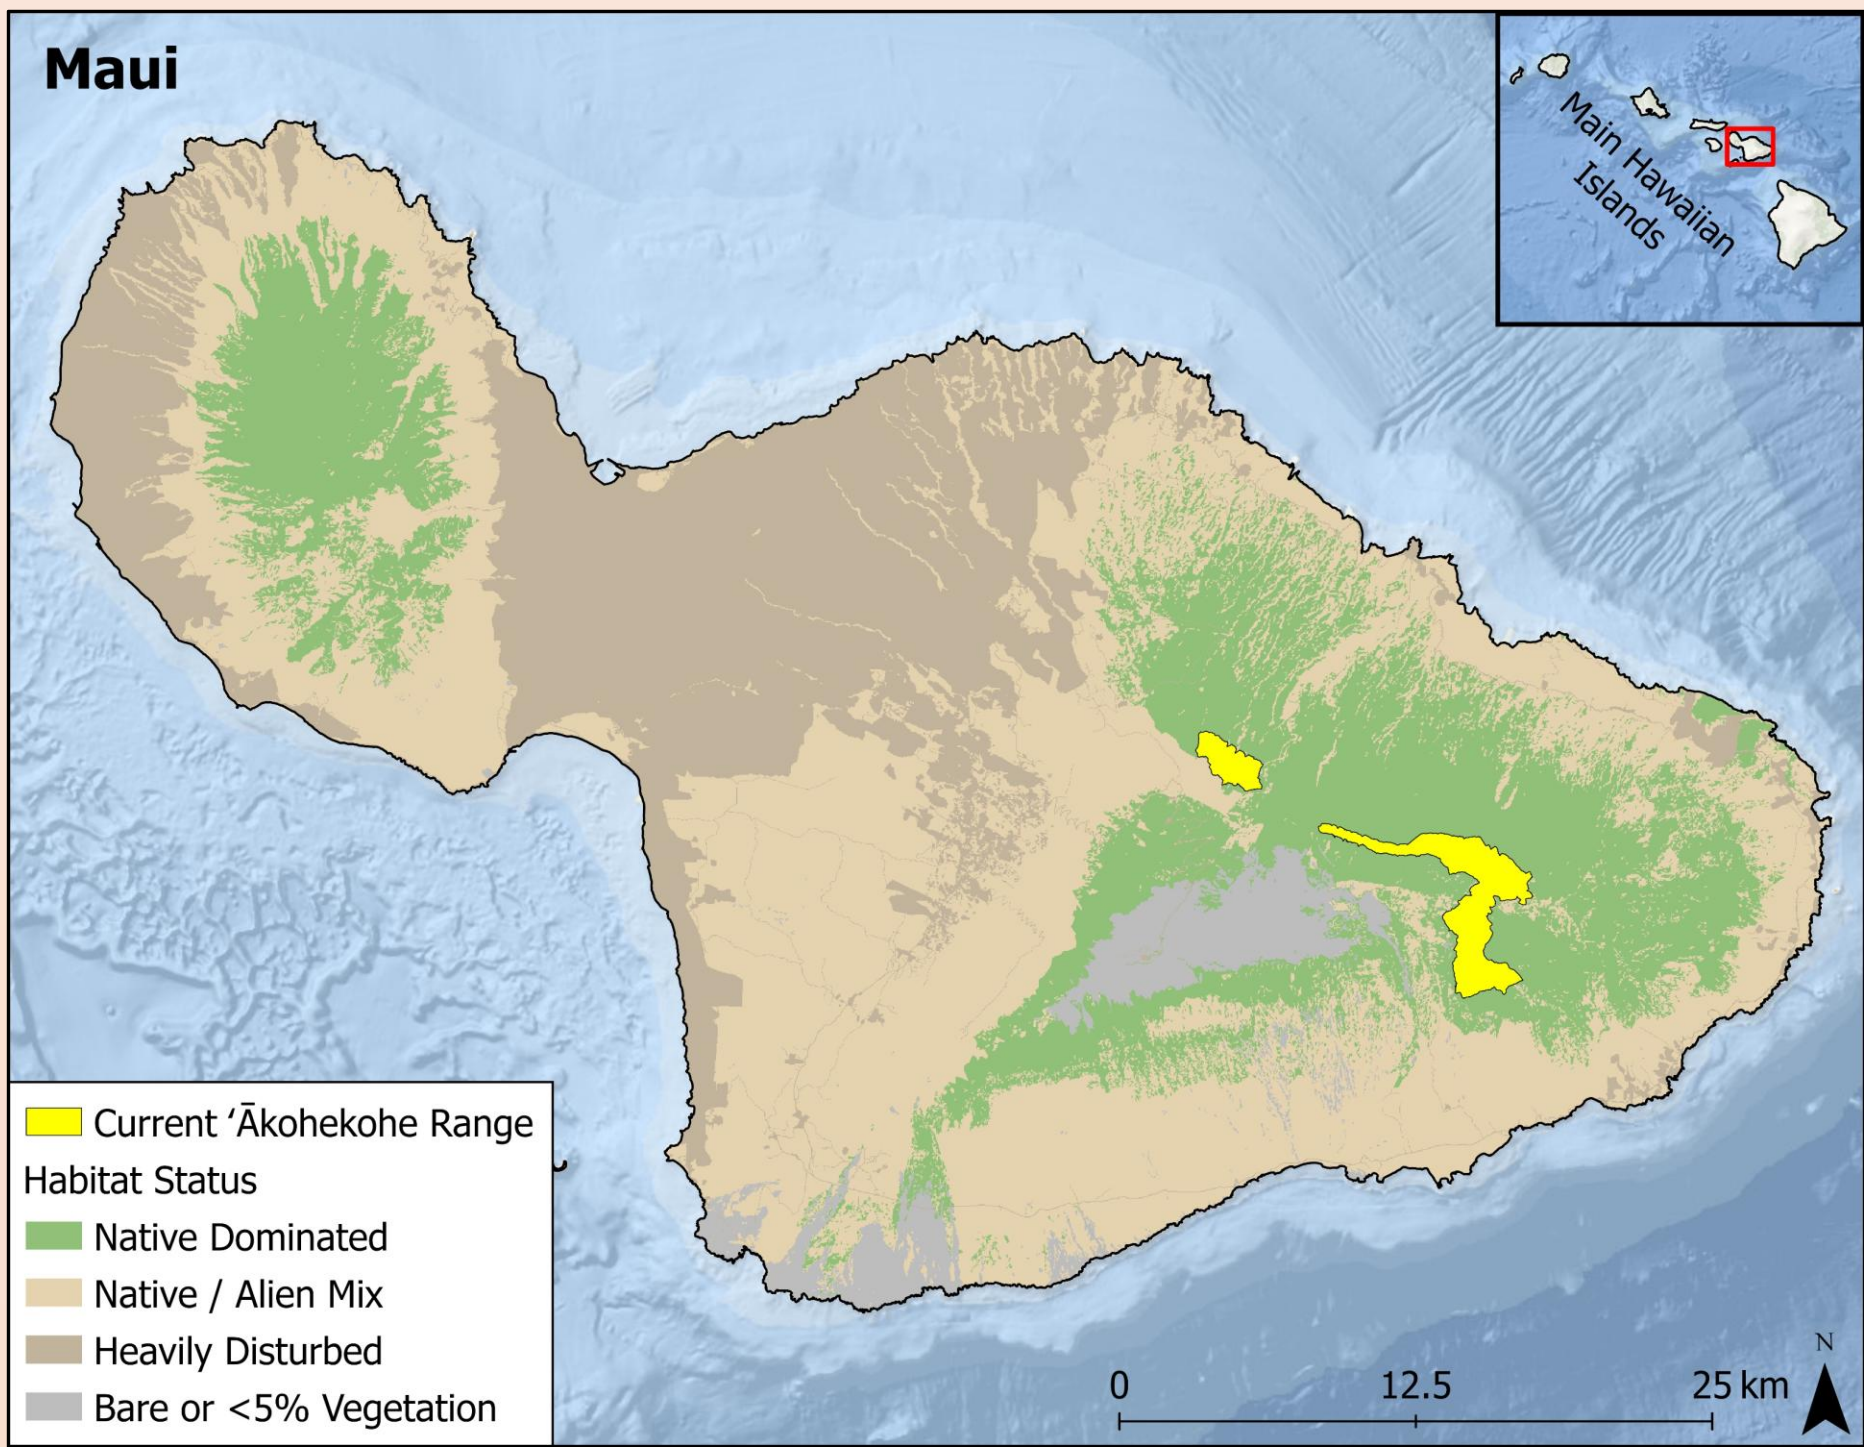 Maui
Main Hawaiian
Islands
Current ʻĀkohekohe Range
Habitat Status
Native Dominated
Native / Alien Mix
Heavily Disturbed
Bare or <5% Vegetation
0 12.5 25 km
N